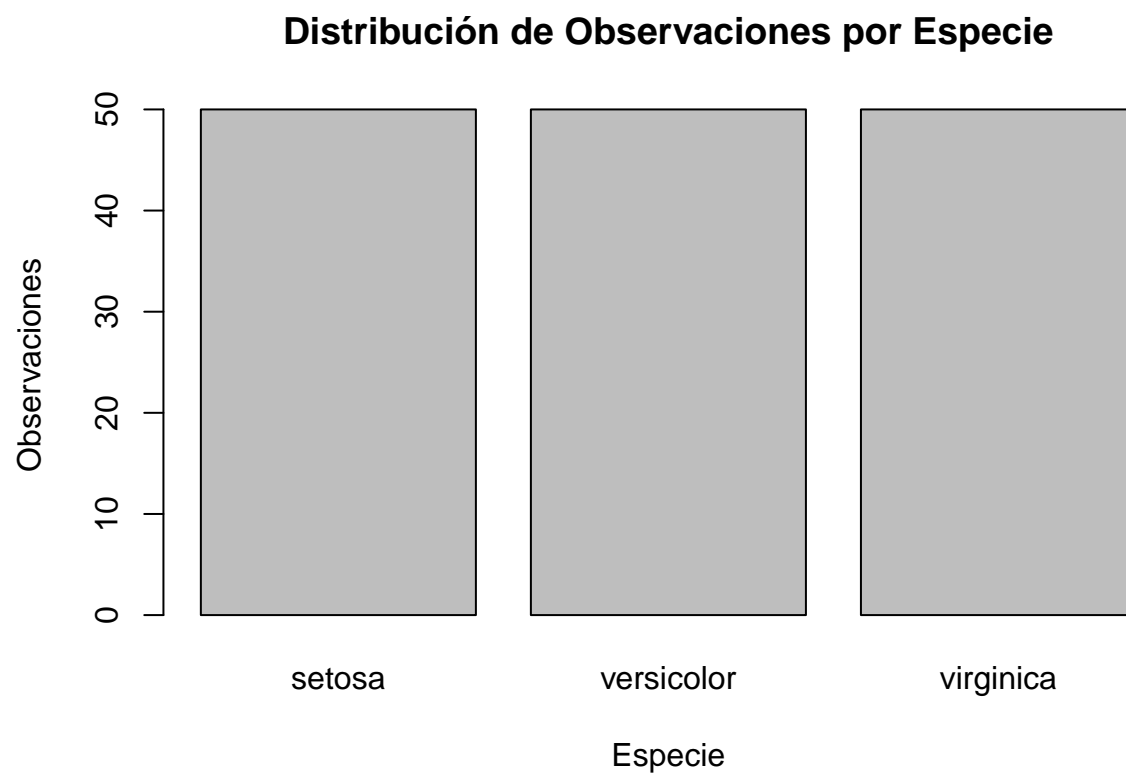 Distribución de Observaciones por Especie
Observaciones
50
40
30
20
10
0
setosa versicolor virginica
Especie